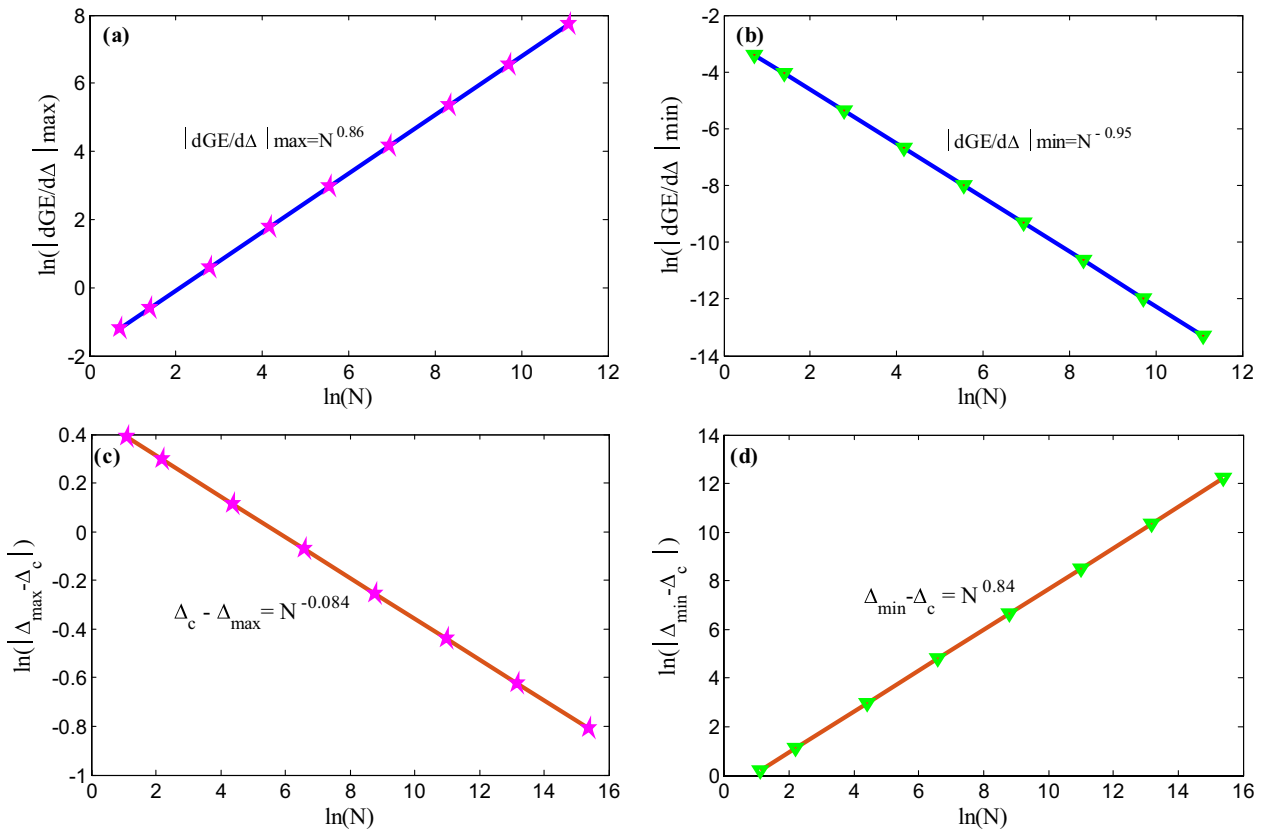 (a)
8
6
4
2
0
-2
0 2 4 6 8 10 12
ln(|dGE/dΔ|max)
ln(N)
|dGE/dΔ|max=N^0.86
(b)
-2
-4
-6
-8
-10
-12
-14
0 2 4 6 8 10 12
ln(|dGE/dΔ|min)
ln(N)
|dGE/dΔ|min=N^-0.95
(c)
0.4
0.2
0
-0.2
-0.4
-0.6
-0.8
-1
0 2 4 6 8 10 12 14 16
ln(|Δmax-Δc|)
ln(N)
Δc - Δmax= N^-0.084
(d)
14
12
10
8
6
4
2
0
0 2 4 6 8 10 12 14 16
ln(|Δmin-Δc|)
ln(N)
Δmin-Δc = N^0.84